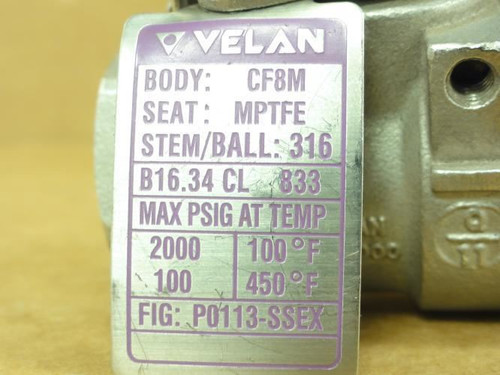 VELAN
BODY: CF8M
SEAT: MPTFE
STEM/BALL: 316
B16.34 CL 833
MAX PSIG AT TEMP
2000 100°F
100 450°F
FIG: P0113-SSEX